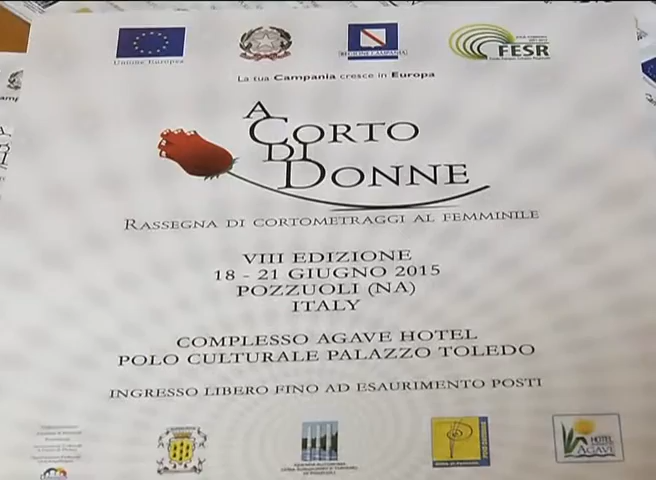 Unione Europea
REGIONE CAMPANIA
FESR
La tua Campania cresce in Europa
A
CORTO
DI
DONNE
RASSEGNA DI CORTOMETRAGGI AL FEMMINILE
VIII EDIZIONE
18 - 21 GIUGNO 2015
POZZUOLI (NA)
ITALY
COMPLESSO AGAVE HOTEL
POLO CULTURALE PALAZZO TOLEDO
INGRESSO LIBERO FINO AD ESAURIMENTO POSTI
HOTEL
AGAVE